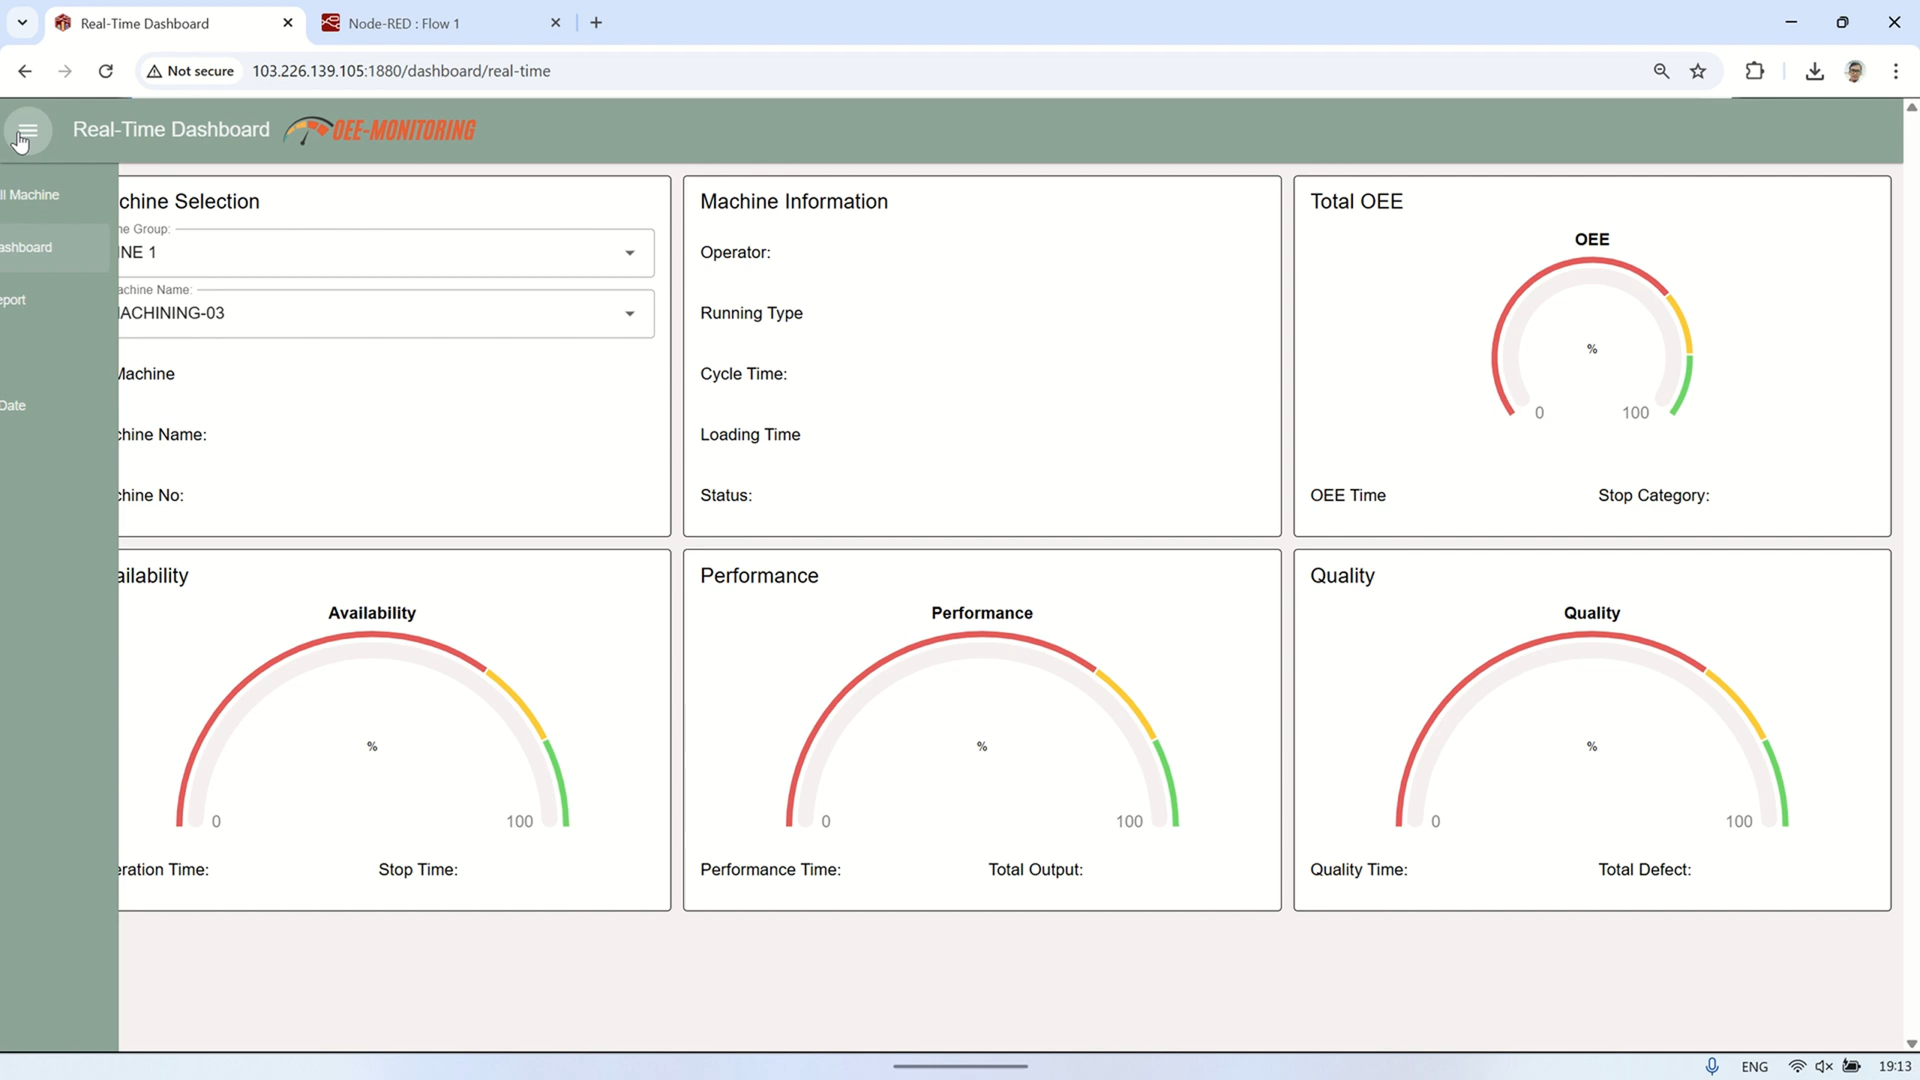 Real-Time Dashboard
Node-RED : Flow 1
Not secure
103.226.139.105:1880/dashboard/real-time
Real-Time Dashboard
OEE-MONITORING
ll Machine
ashboard
eport
Date
chine Selection
ne Group:
INE 1
achine Name:
ACHINING-03
Machine
chine Name:
chine No:
Machine Information
Operator:
Running Type
Cycle Time:
Loading Time
Status:
Total OEE
OEE
%
0 100
OEE Time Stop Category:
ailability
Availability
%
0 100
eration Time: Stop Time:
Performance
Performance
%
0 100
Performance Time: Total Output:
Quality
Quality
%
0 100
Quality Time: Total Defect:
ENG
19:13